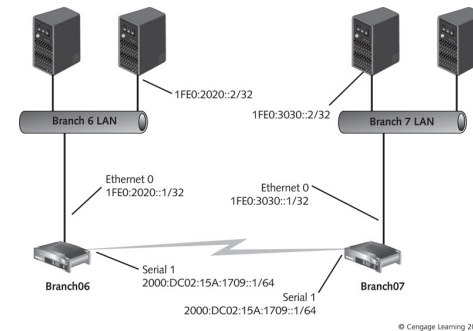 1FE0:2020::2/32
1FE0:3030::2/32
Branch 6 LAN
Branch 7 LAN
Ethernet 0
1FE0:2020::1/32
Ethernet 0
1FE0:3030::1/32
Branch06
Serial 1
2000:DC02:15A:1709::1/64
Serial 1
2000:DC02:15A:1709::1/64
Branch07
© Cengage Learning